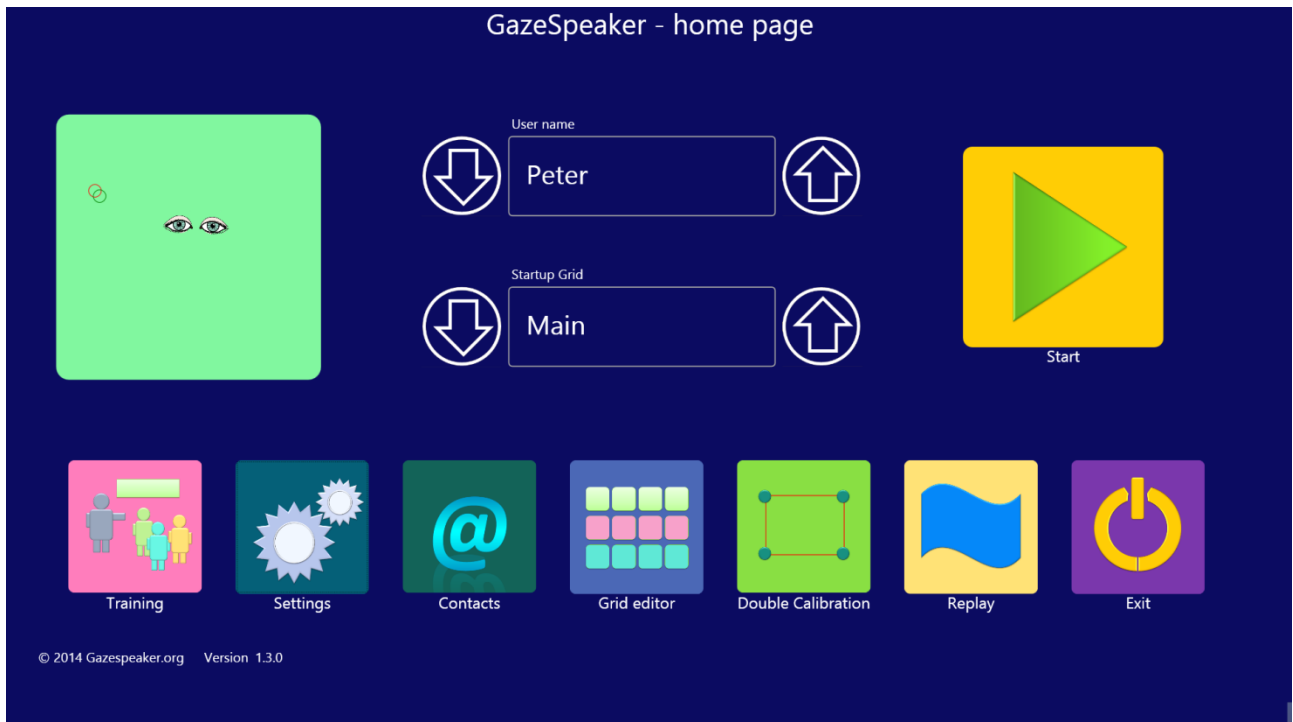 GazeSpeaker - home page
User name
Peter
Startup Grid
Main
Start
@
Training
Settings
Contacts
Grid editor
Double Calibration
Replay
Exit
© 2014 Gazespeaker.org Version 1.3.0